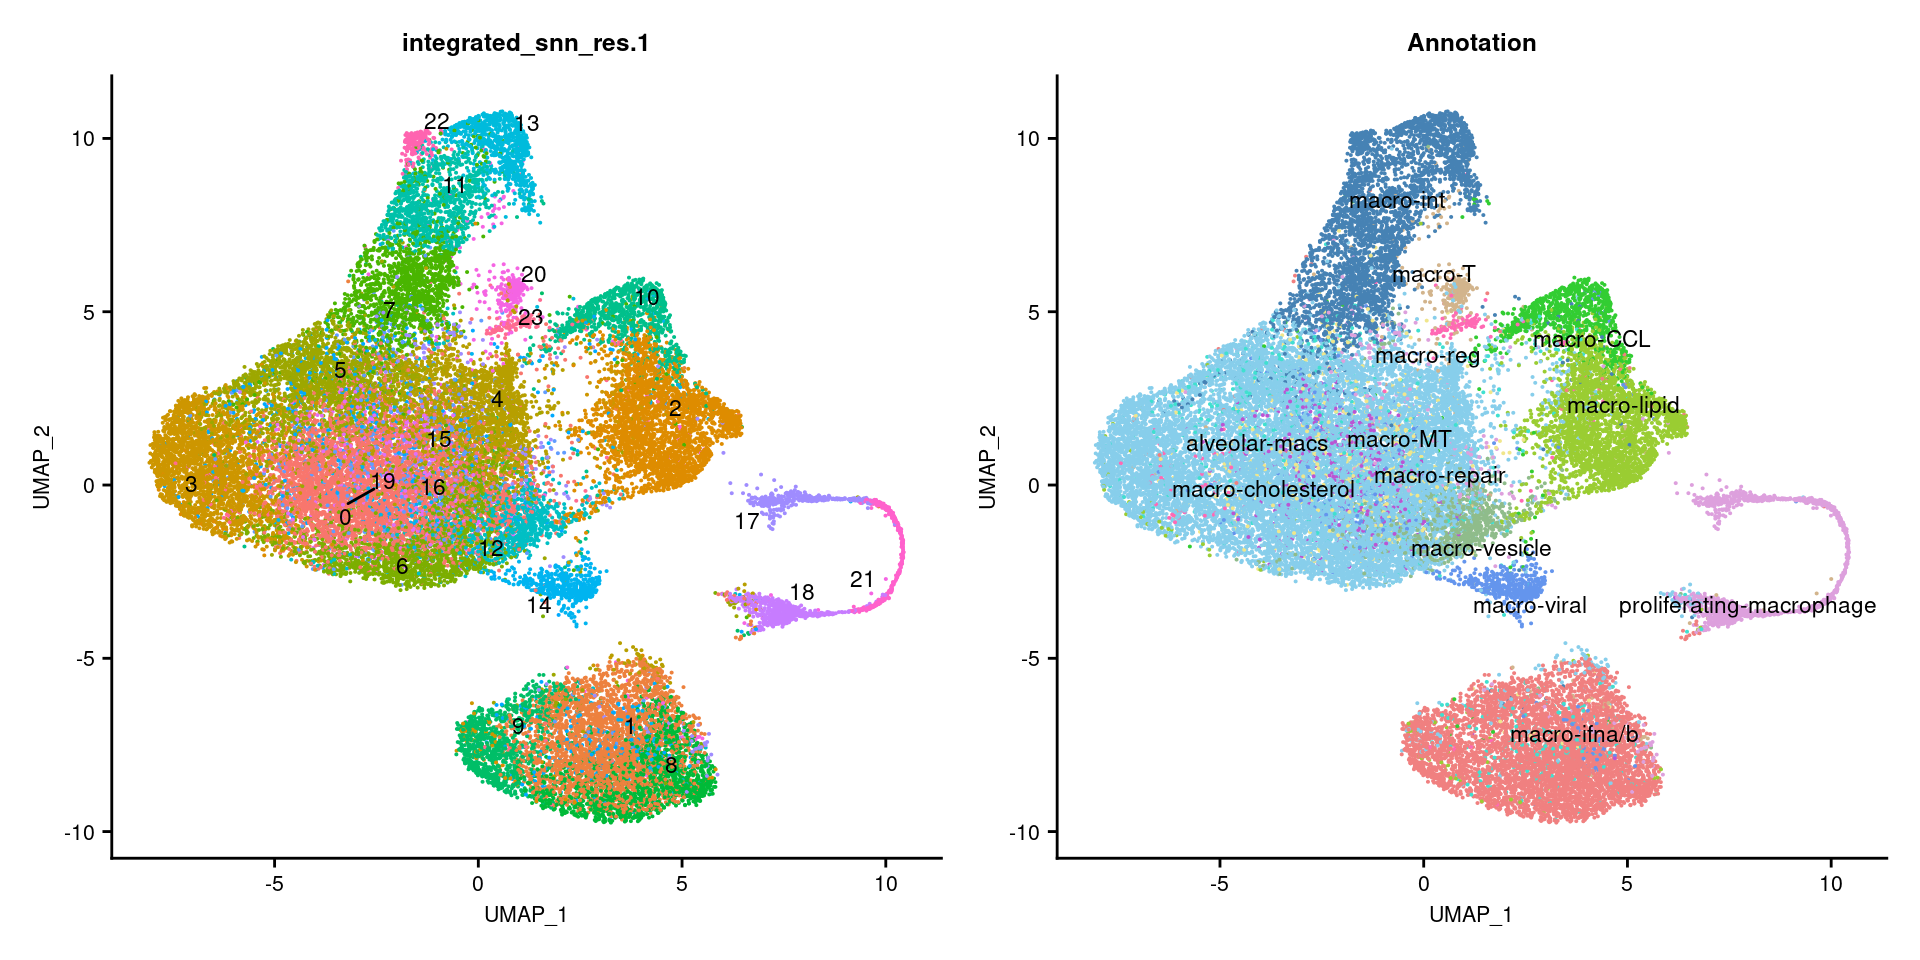 integrated_snn_res.1
22
13
11
20
23
10
7
5
4
2
15
3
19
16
0
17
12
6
14
18
21
9
1
8
10
5
0
-5
-10
UMAP_2
-5
0
5
10
UMAP_1
Annotation
macro-int
macro-T
macro-CCL
macro-reg
macro-lipid
alveolar-macs
macro-MT
macro-repair
macro-cholesterol
macro-vesicle
macro-viral
proliferating-macrophage
macro-ifna/b
10
5
0
-5
-10
UMAP_2
-5
0
5
10
UMAP_1